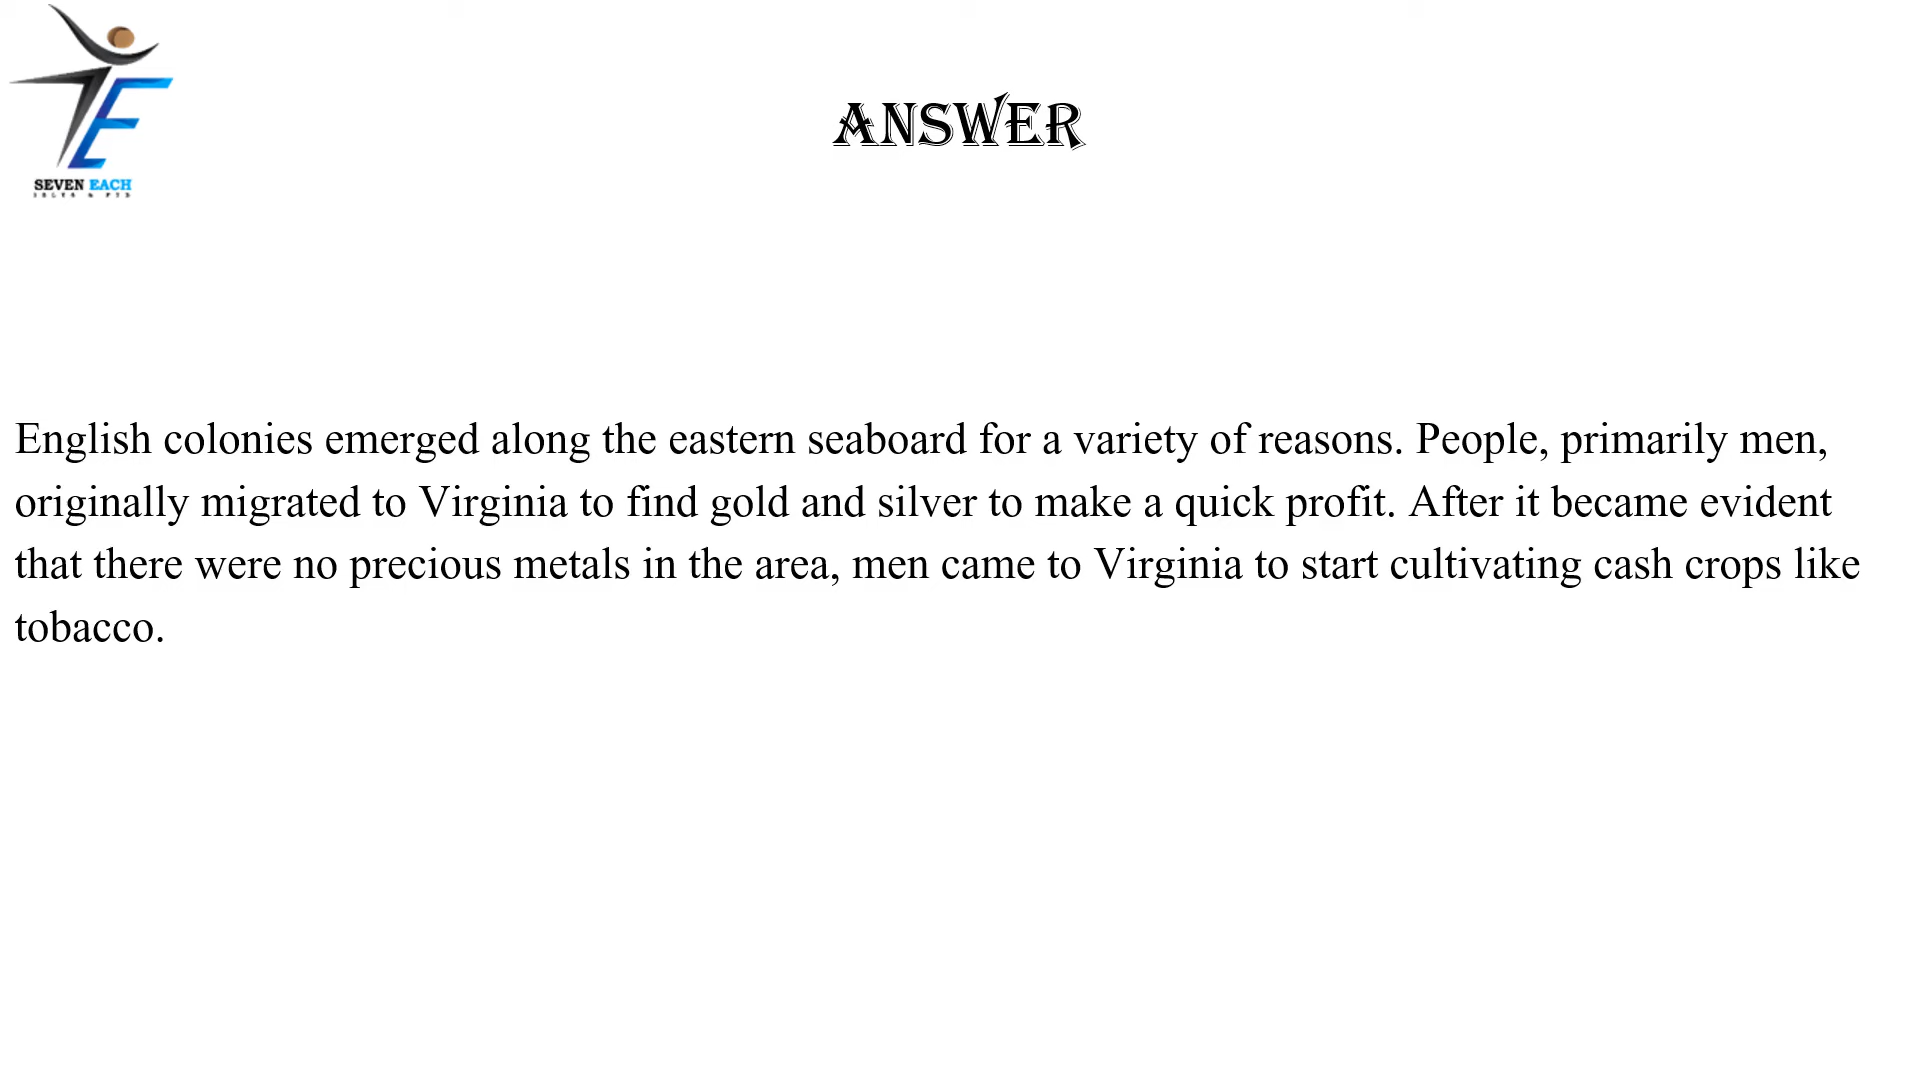 SEVEN EACH
IELTS & PTE
ANSWER
English colonies emerged along the eastern seaboard for a variety of reasons. People, primarily men,
originally migrated to Virginia to find gold and silver to make a quick profit. After it became evident
that there were no precious metals in the area, men came to Virginia to start cultivating cash crops like
tobacco.